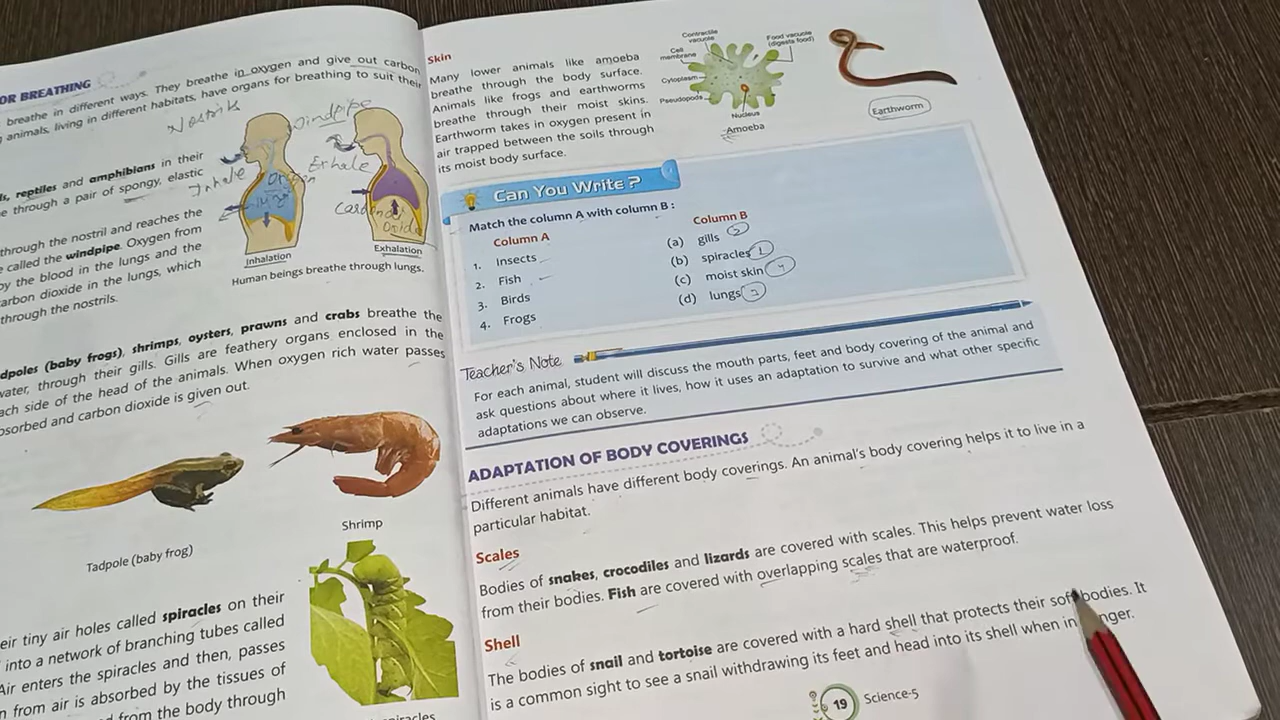 OR BREATHING
breathe in different ways. They breathe in oxygen and give out carbon
animals, living in different habitats, have organs for breathing to suit their
Nostrils
windpipe
Inhale
Exhale
reptiles and amphibians in their
through a pair of spongy, elastic
through the nostril and reaches the
called the windpipe. Oxygen from
by the blood in the lungs and the
carbon dioxide in the lungs, which
through the nostrils.
Inhalation
Exhalation
Human beings breathe through lungs.
dpoles (baby frogs), shrimps, oysters, prawns and crabs breathe the
water, through their gills. Gills are feathery organs enclosed in the
ach side of the head of the animals. When oxygen rich water passes
bsorbed and carbon dioxide is given out.
Tadpole (baby frog)
Shrimp
eir tiny air holes called spiracles on their
into a network of branching tubes called
Air enters the spiracles and then, passes
n from air is absorbed by the tissues of
from the body through
spiracles
Skin
Many lower animals like amoeba
breathe through the body surface.
Animals like frogs and earthworms
breathe through their moist skins.
Earthworm takes in oxygen present in
air trapped between the soils through
its moist body surface.
Contractile
vacuole
Food vacuole
(digests food)
Cell
membrane
Cytoplasm
Pseudopods
Nucleus
Amoeba
Earthworm
Can You Write ?
Match the column A with column B :
Column A
Column B
1. Insects
(a) gills 2
2. Fish
(b) spiracles 1
3. Birds
(c) moist skin 4
4. Frogs
(d) lungs 3
Teacher's Note
For each animal, student will discuss the mouth parts, feet and body covering of the animal and
ask questions about where it lives, how it uses an adaptation to survive and what other specific
adaptations we can observe.
ADAPTATION OF BODY COVERINGS
Different animals have different body coverings. An animal's body covering helps it to live in a
particular habitat.
Scales
Bodies of snakes, crocodiles and lizards are covered with scales. This helps prevent water loss
from their bodies. Fish are covered with overlapping scales that are waterproof.
Shell
The bodies of snail and tortoise are covered with a hard shell that protects their soft bodies. It
is a common sight to see a snail withdrawing its feet and head into its shell when in nger.
19
Science-5